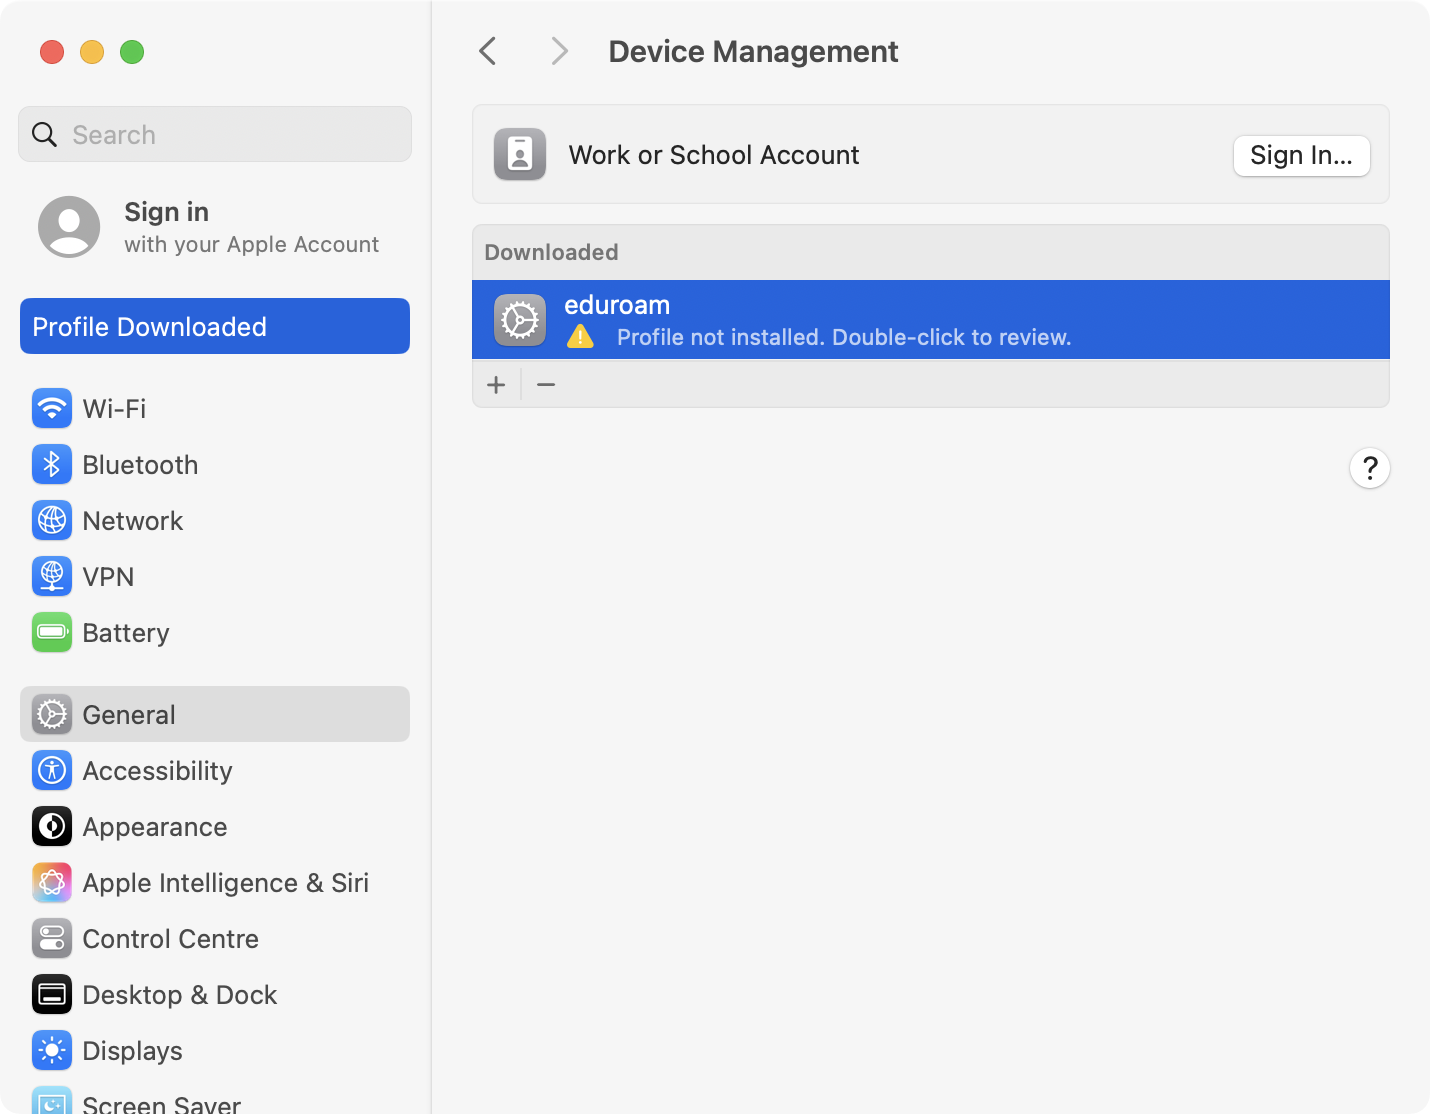 Search
Sign in
with your Apple Account
Profile Downloaded
Wi-Fi
Bluetooth
Network
VPN
Battery
General
Accessibility
Appearance
Apple Intelligence & Siri
Control Centre
Desktop & Dock
Displays
Screen Saver
Device Management
Work or School Account
Sign In...
Downloaded
eduroam
Profile not installed. Double-click to review.
+ −
?